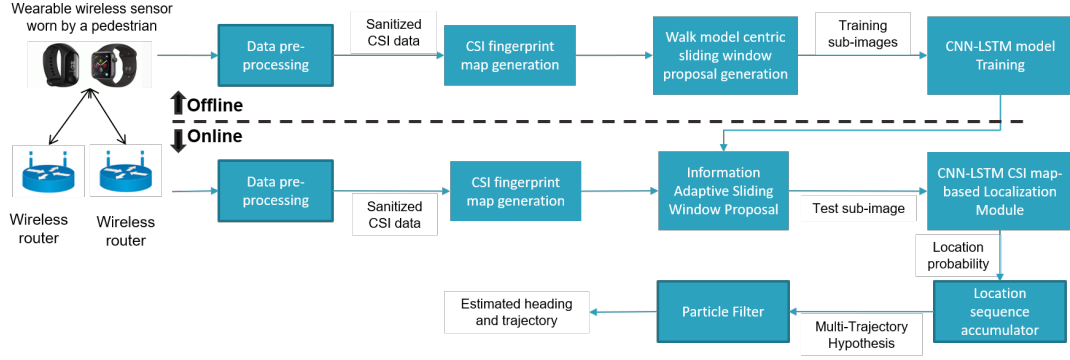 Wearable wireless sensor
worn by a pedestrian
Data pre-
processing
Sanitized
CSI data
CSI fingerprint
map generation
Walk model centric
sliding window
proposal generation
Training
sub-images
CNN-LSTM model
Training
Offline
Online
Wireless
router
Wireless
router
Data pre-
processing
Sanitized
CSI data
CSI fingerprint
map generation
Information
Adaptive Sliding
Window Proposal
Test sub-image
CNN-LSTM CSI map-
based Localization
Module
Location
probability
Location
sequence
accumulator
Multi-Trajectory
Hypothesis
Particle Filter
Estimated heading
and trajectory